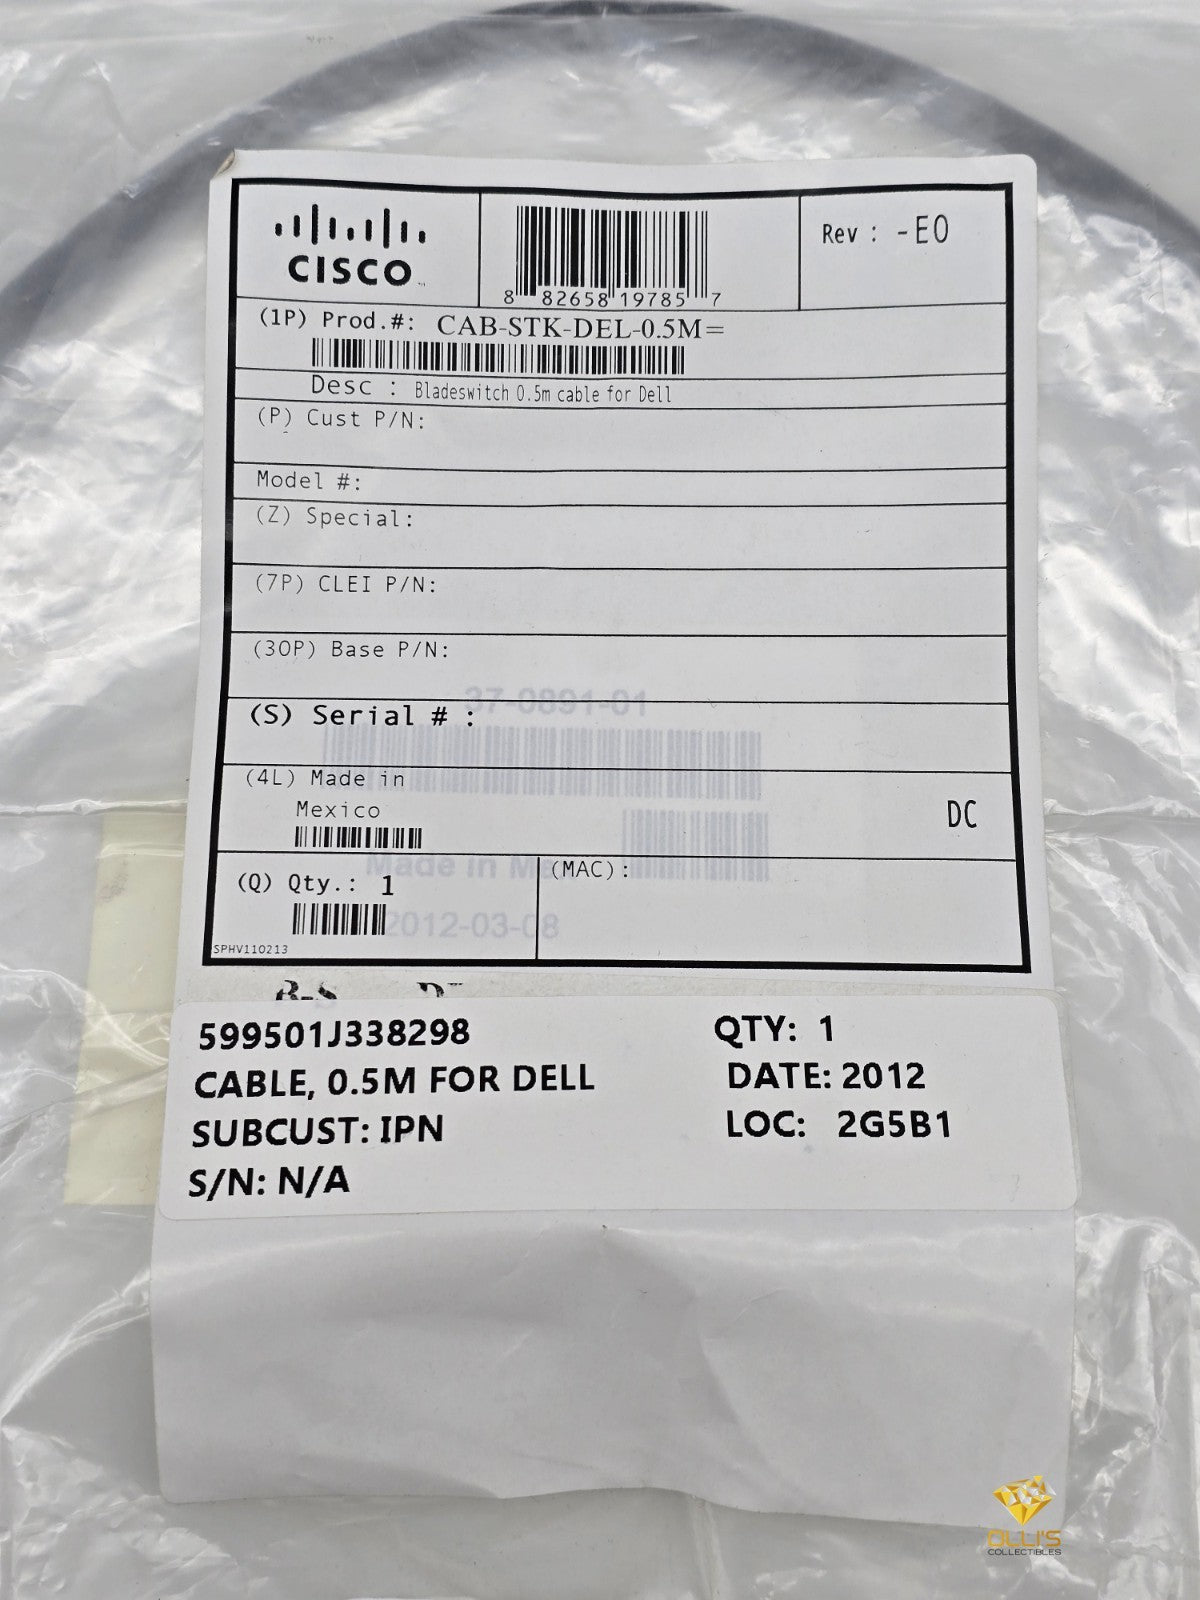 CISCO
8 82658 19785 7
Rev : -E0
(1P) Prod.#: CAB-STK-DEL-0.5M=
Desc : Bladeswitch 0.5m cable for Dell
(P) Cust P/N:
Model #:
(Z) Special:
(7P) CLEI P/N:
(30P) Base P/N:
37-0891-01
(S) Serial # :
(4L) Made in
Mexico
DC
Made in
(Q) Qty.: 1
(MAC):
2012-03-08
SPHV110213
599501J338298
QTY: 1
CABLE, 0.5M FOR DELL
DATE: 2012
SUBCUST: IPN
LOC: 2G5B1
S/N: N/A
OLLI'S
COLLECTIBLES